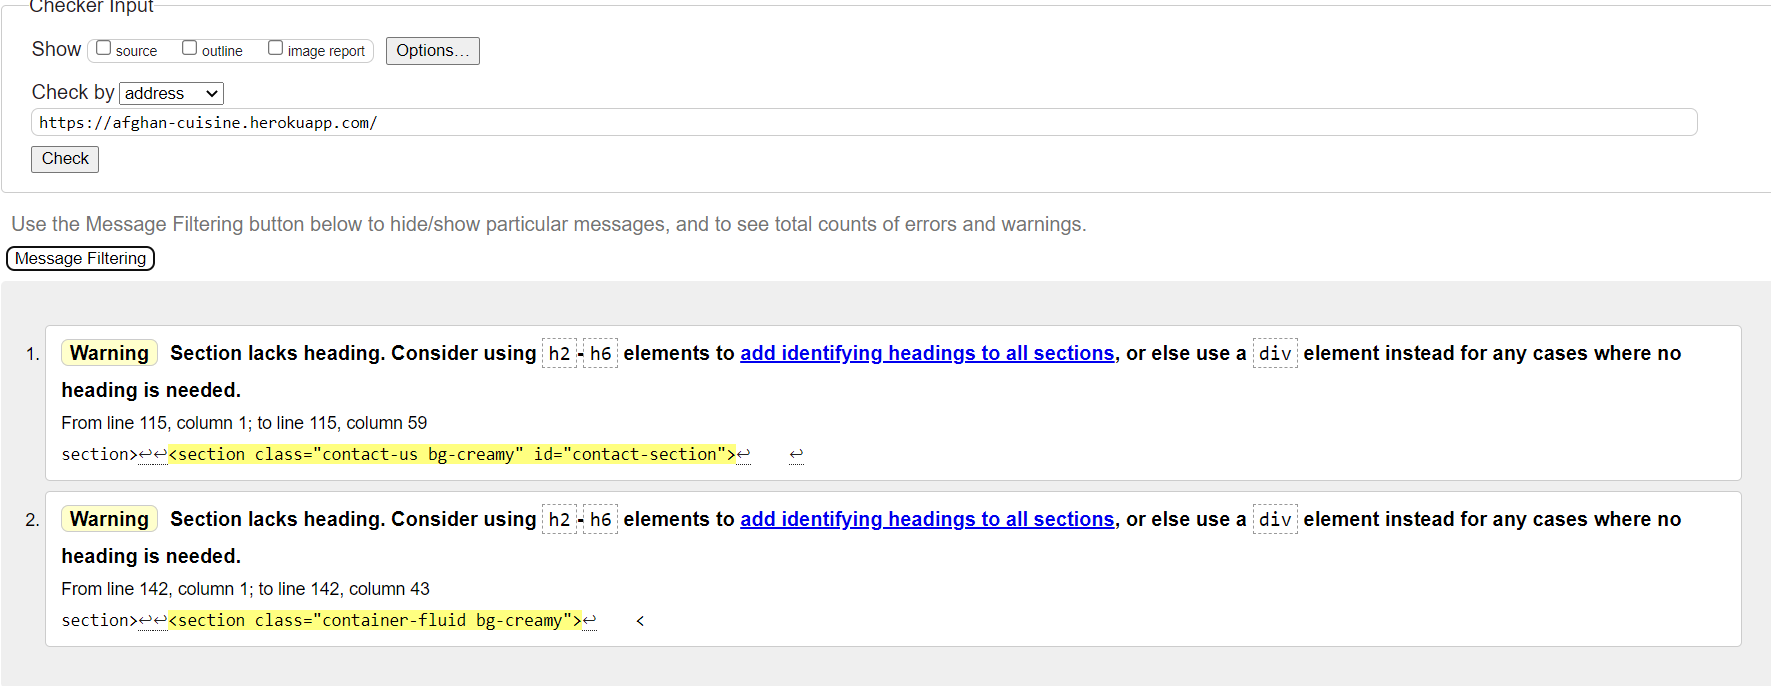 Checker Input
Show source outline image report Options...
Check by address
https://afghan-cuisine.herokuapp.com/
Check
Use the Message Filtering button below to hide/show particular messages, and to see total counts of errors and warnings.
Message Filtering
1. Warning Section lacks heading. Consider using h2-h6 elements to add identifying headings to all sections, or else use a div element instead for any cases where no
heading is needed.
From line 115, column 1; to line 115, column 59
section>↩↩<section class="contact-us bg-creamy" id="contact-section">↩ ↩
2. Warning Section lacks heading. Consider using h2-h6 elements to add identifying headings to all sections, or else use a div element instead for any cases where no
heading is needed.
From line 142, column 1; to line 142, column 43
section>↩↩<section class="container-fluid bg-creamy">↩ <